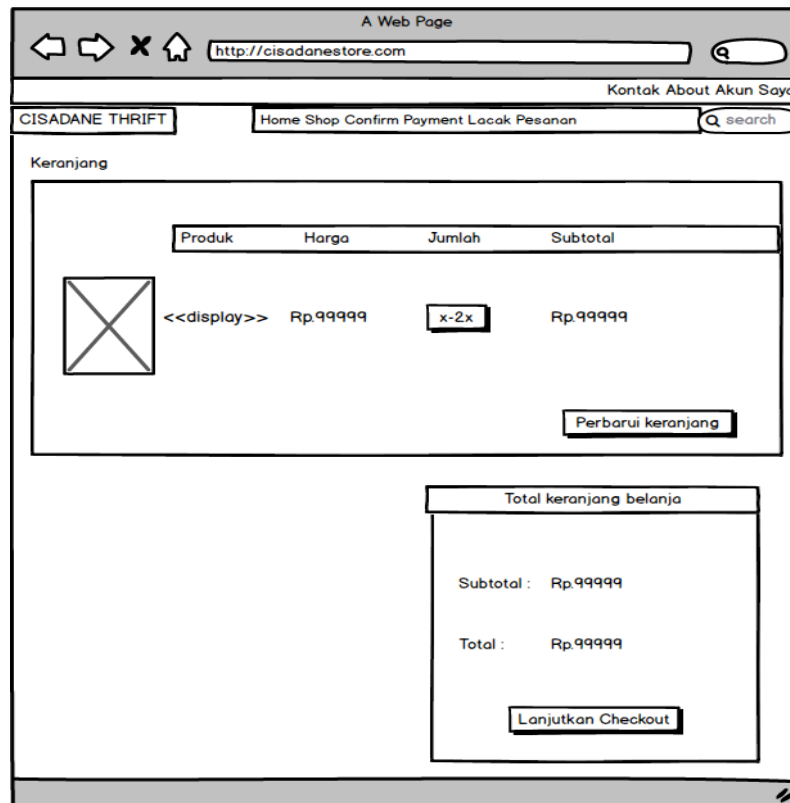 A Web Page
http://cisadanestore.com
Kontak About Akun Saya
CISADANE THRIFT
Home Shop Confirm Payment Lacak Pesanan
search
Keranjang
Produk Harga Jumlah Subtotal
<<display>> Rp.99999 x-2x Rp.99999
Perbarui keranjang
Total keranjang belanja
Subtotal : Rp.99999
Total : Rp.99999
Lanjutkan Checkout